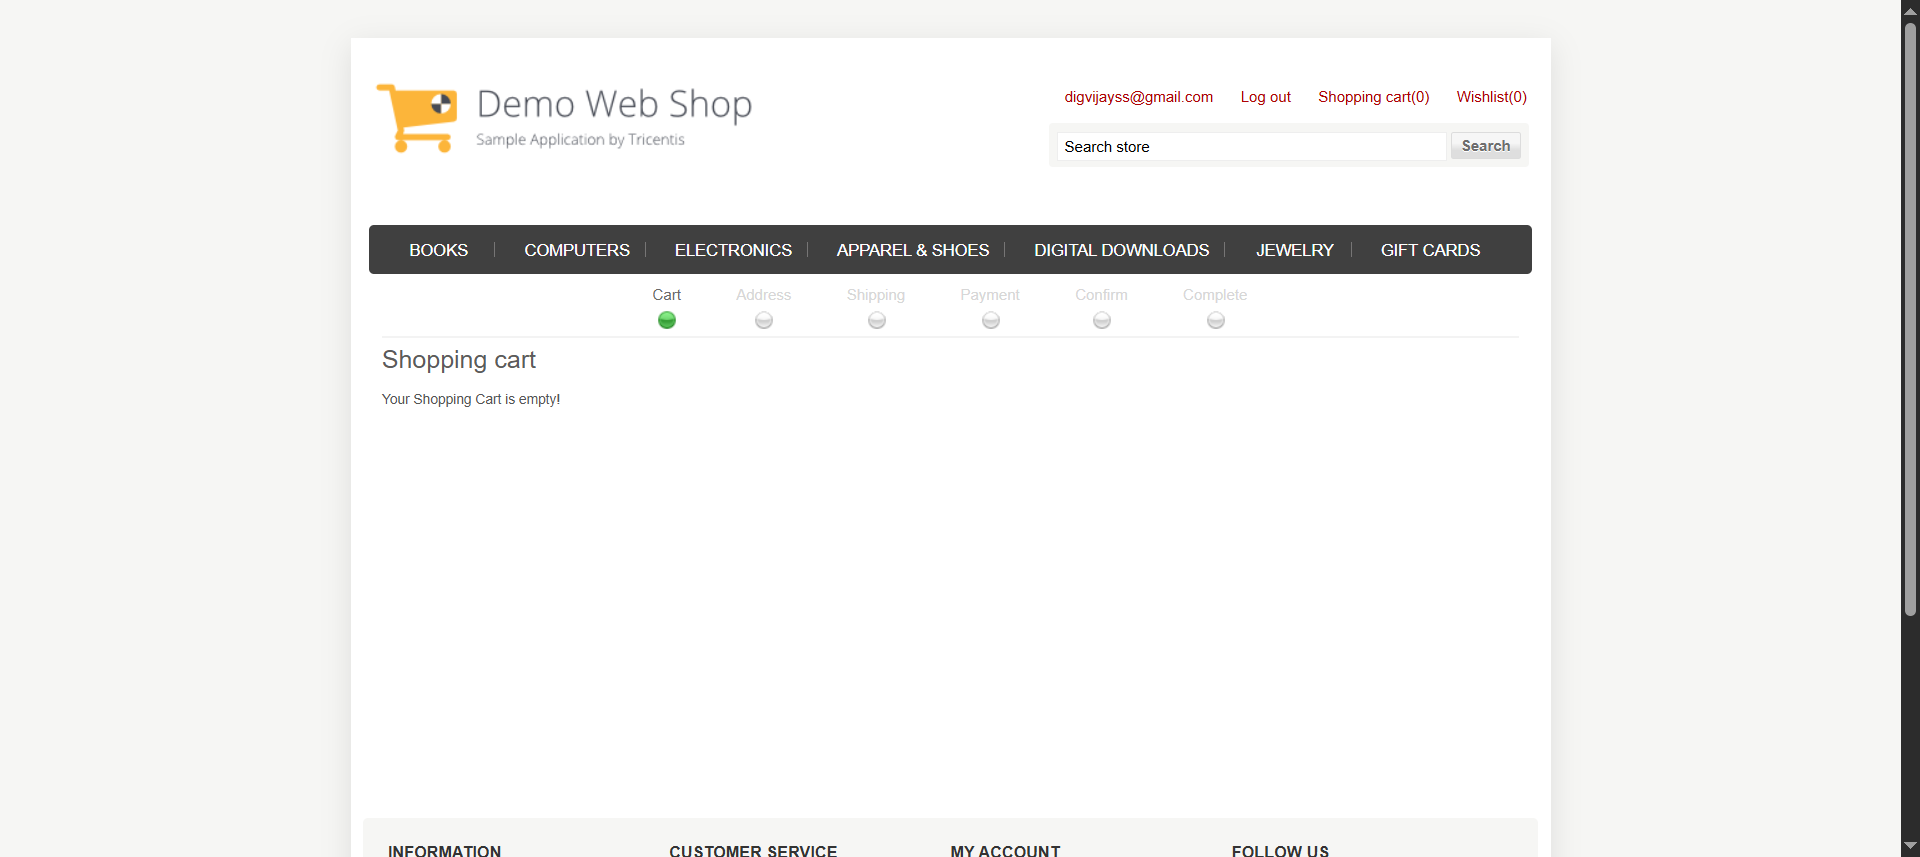 Demo Web Shop
Sample Application by Tricentis
digvijayss@gmail.com Log out Shopping cart(0) Wishlist(0)
Search store Search
BOOKS COMPUTERS ELECTRONICS APPAREL & SHOES DIGITAL DOWNLOADS JEWELRY GIFT CARDS
Cart Address Shipping Payment Confirm Complete
Shopping cart
Your Shopping Cart is empty!
INFORMATION CUSTOMER SERVICE MY ACCOUNT FOLLOW US